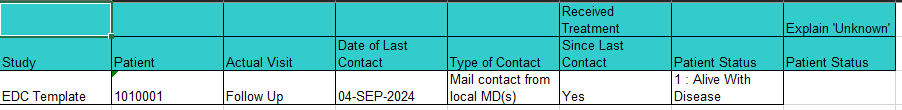 Received
Treatment Explain 'Unknown'
Date of Last Since Last
Study Patient Actual Visit Contact Type of Contact Contact Patient Status Patient Status
Mail contact from 1 : Alive With
EDC Template 1010001 Follow Up 04-SEP-2024 local MD(s) Yes Disease